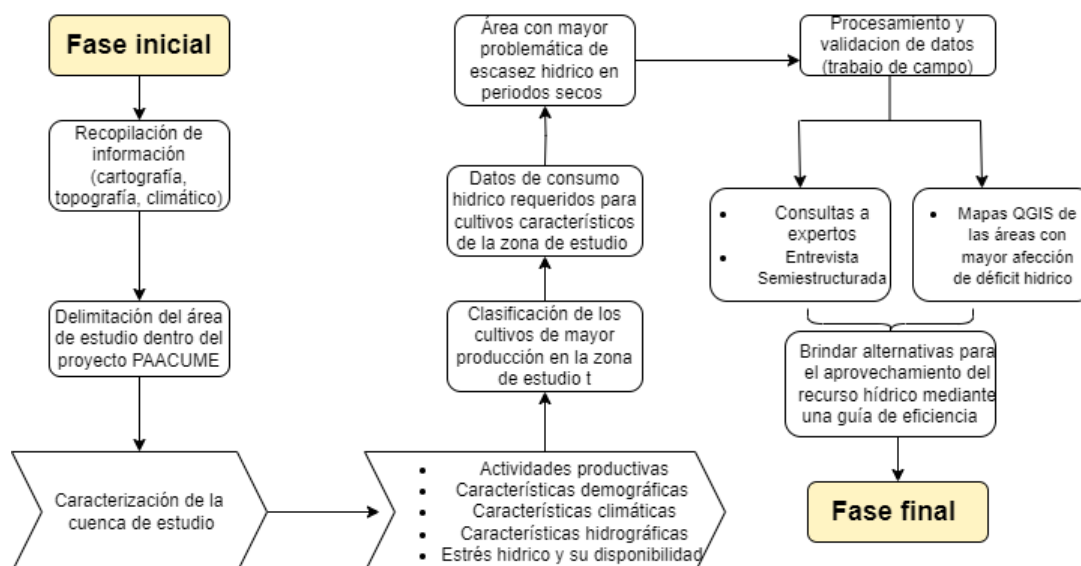 Fase inicial
Recopilación de
información
(cartografía,
topografía, climático)
Delimitación del área
de estudio dentro del
proyecto PAACUME
Caracterización de la
cuenca de estudio
• Actividades productivas
• Características demográficas
• Características climáticas
• Características hidrográficas
• Estrés hidrico y su disponibilidad
Clasificación de los
cultivos de mayor
producción en la zona
de estudio t
Datos de consumo
hidrico requeridos para
cultivos característicos
de la zona de estudio
Área con mayor
problemática de
escasez hidrico en
periodos secos
Procesamiento y
validacion de datos
(trabajo de campo)
• Consultas a
expertos
• Entrevista
Semiestructurada
• Mapas QGIS de
las áreas con
mayor afección
de déficit hidrico
Brindar alternativas para
el aprovechamiento del
recurso hídrico mediante
una guía de eficiencia
Fase final